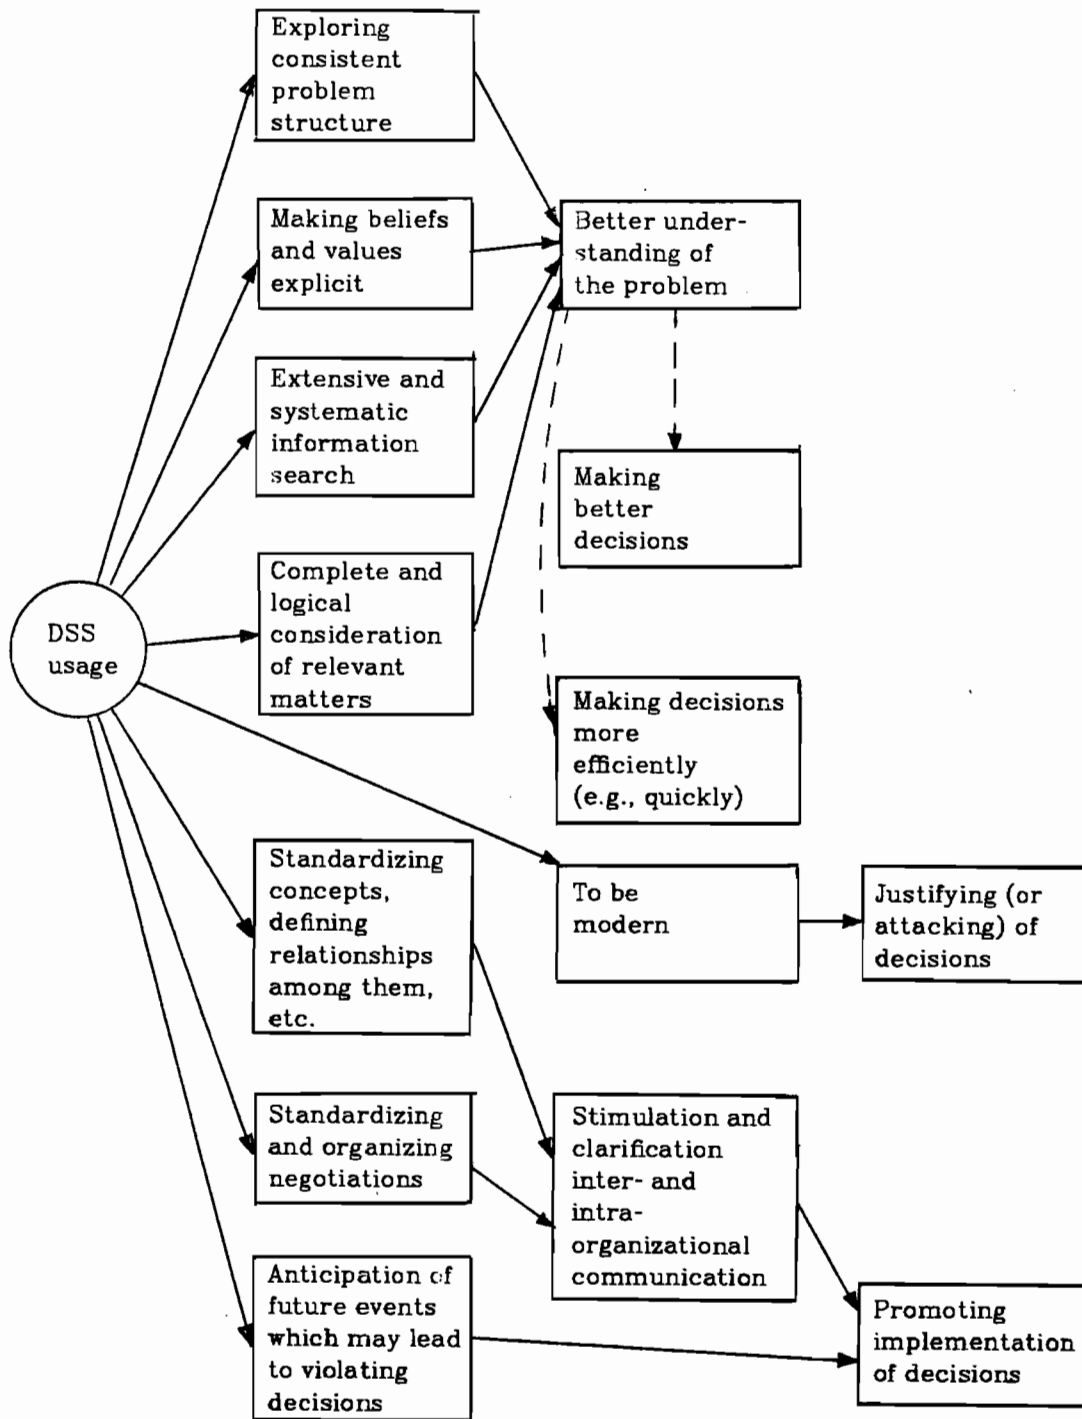 Exploring
consistent
problem
structure
Making beliefs
and values
explicit
Better under-
standing of
the problem
Extensive and
systematic
information
search
Making
better
decisions
Complete and
logical
consideration
of relevant
matters
DSS
usage
Making decisions
more
efficiently
(e.g., quickly)
Standardizing
concepts,
defining
relationships
among them,
etc.
To be
modern
Justifying (or
attacking) of
decisions
Standardizing
and organizing
negotiations
Stimulation and
clarification
inter- and
intra-
organizational
communication
Anticipation of
future events
which may lead
to violating
decisions
Promoting
implementation
of decisions